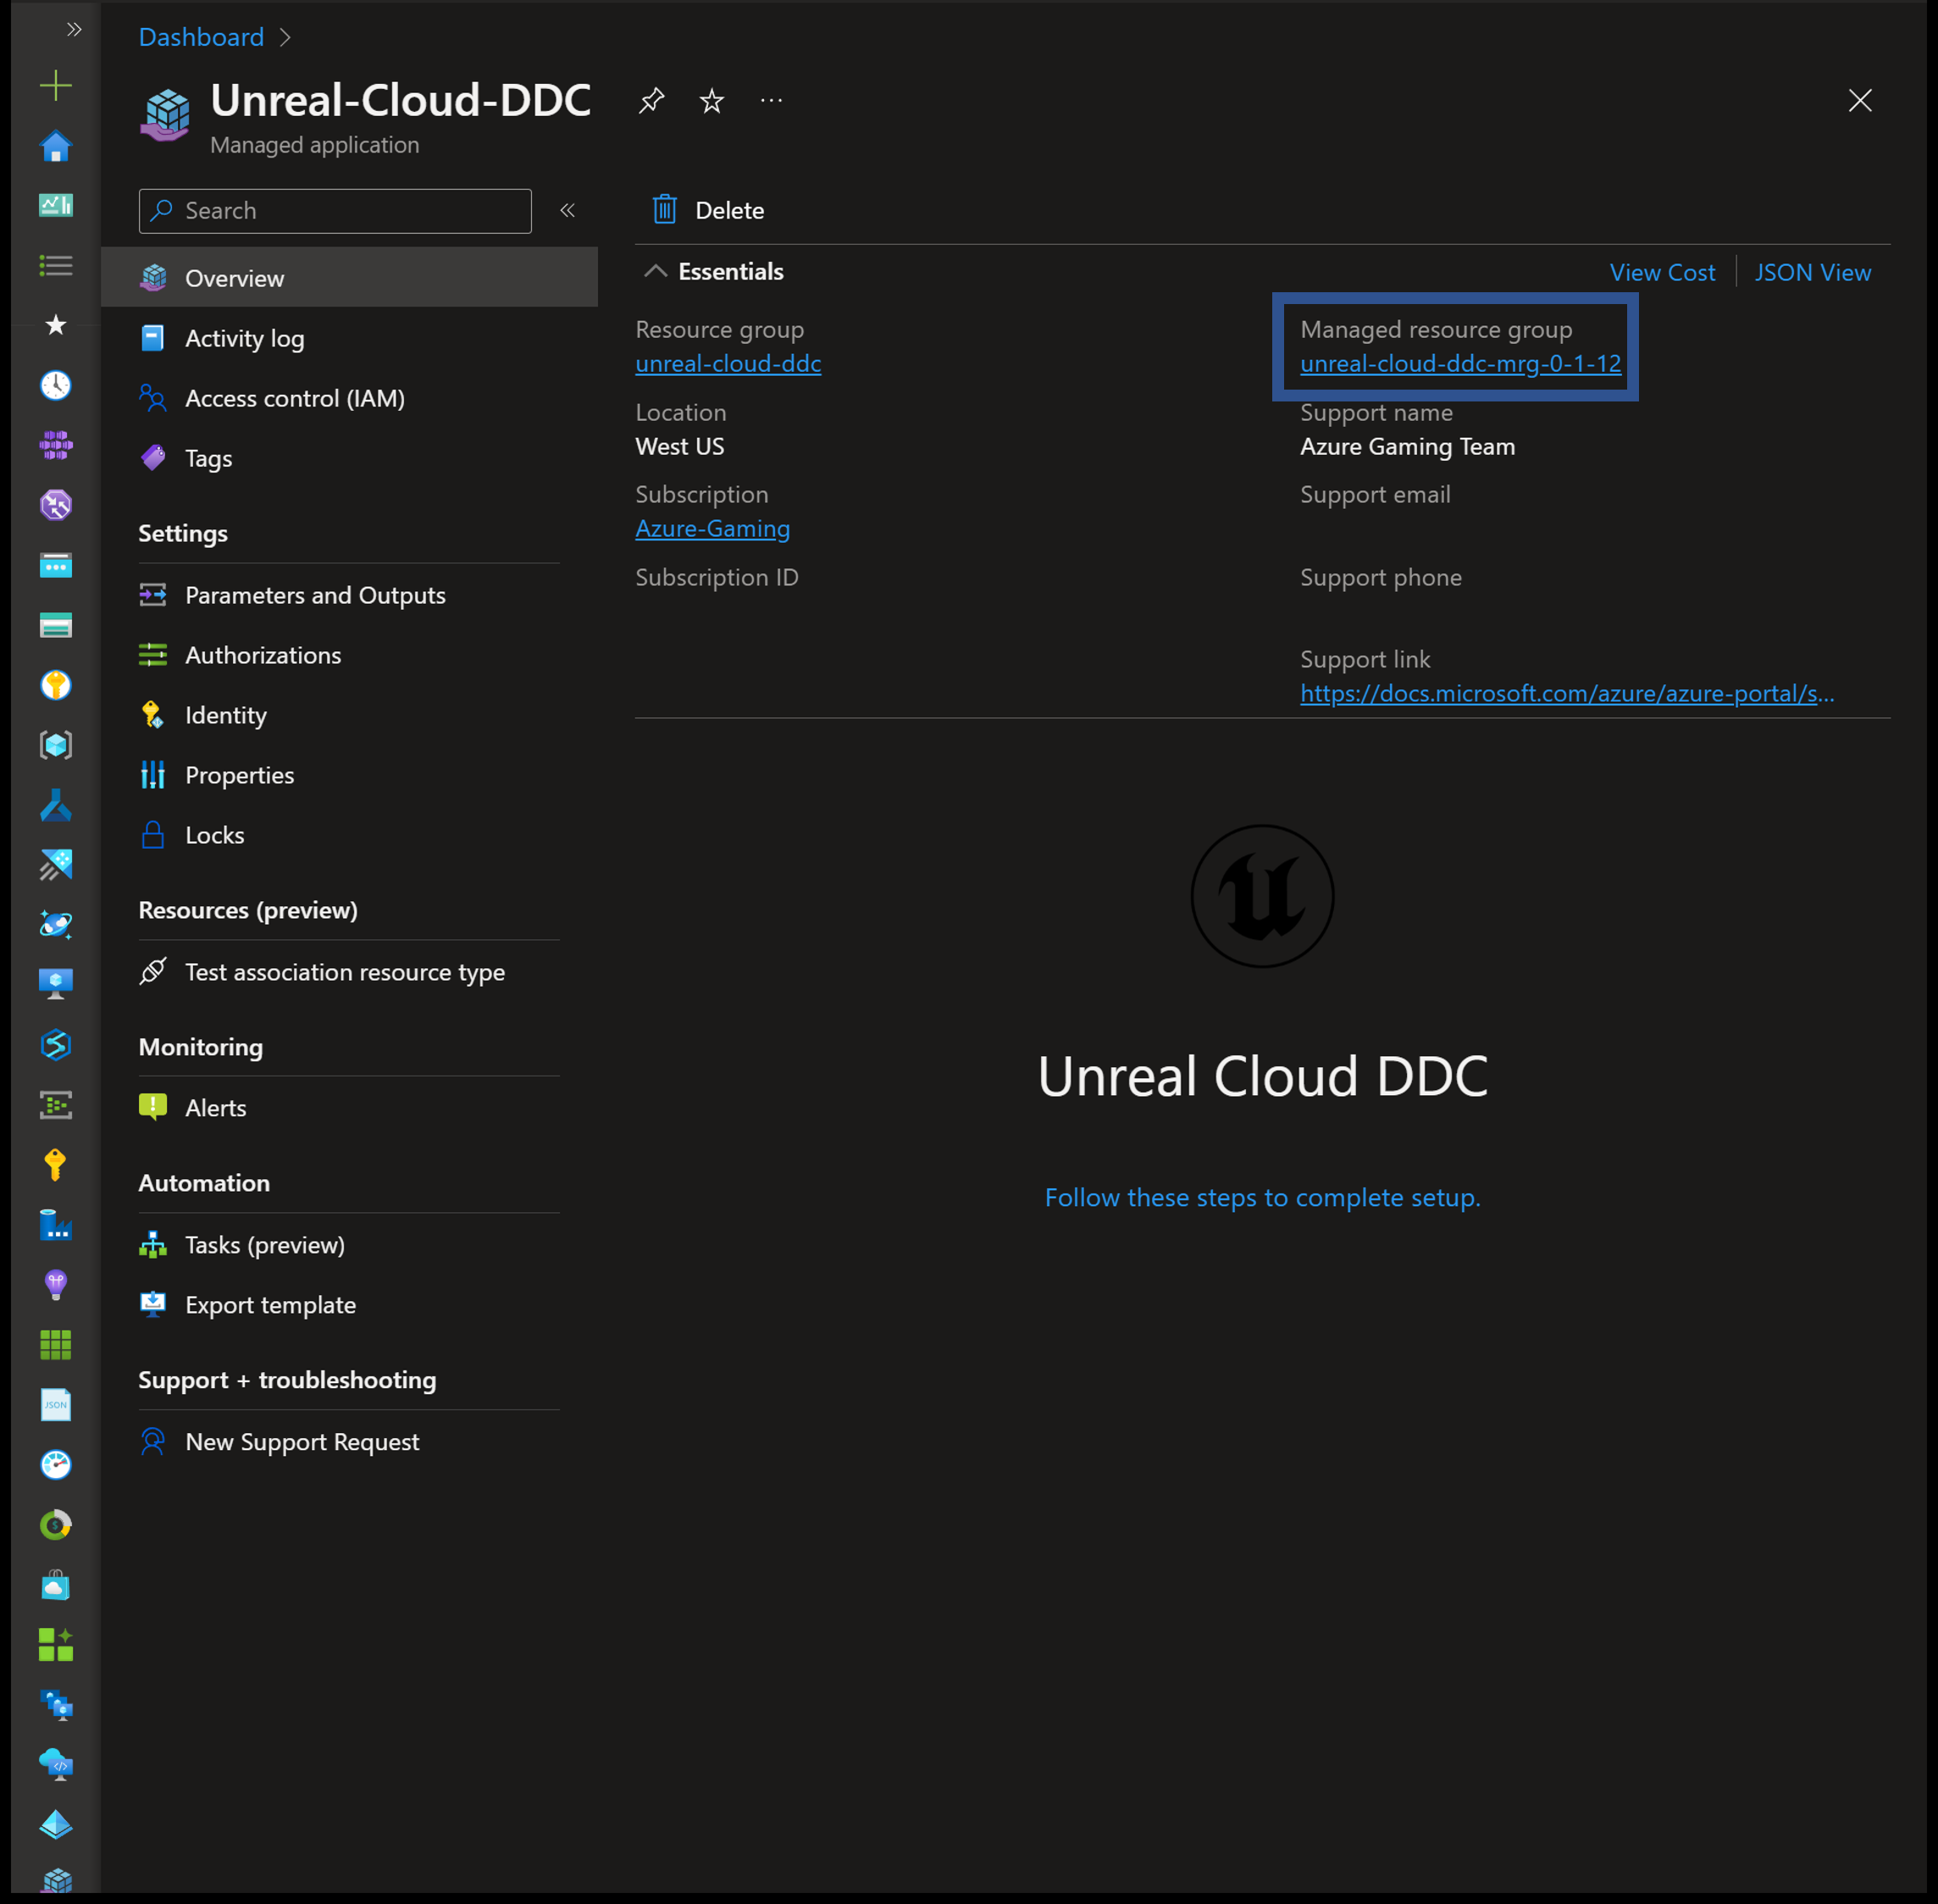 Dashboard
Unreal-Cloud-DDC
Managed application
Search
Delete
Overview
Activity log
Access control (IAM)
Tags
Settings
Parameters and Outputs
Authorizations
Identity
Properties
Locks
Resources (preview)
Test association resource type
Monitoring
Alerts
Automation
Tasks (preview)
Export template
Support + troubleshooting
New Support Request
Essentials
View Cost
JSON View
Resource group
unreal-cloud-ddc
Location
West US
Subscription
Azure-Gaming
Subscription ID
Managed resource group
unreal-cloud-ddc-mrg-0-1-12
Support name
Azure Gaming Team
Support email
Support phone
Support link
https://docs.microsoft.com/azure/azure-portal/s...
Unreal Cloud DDC
Follow these steps to complete setup.
JSON